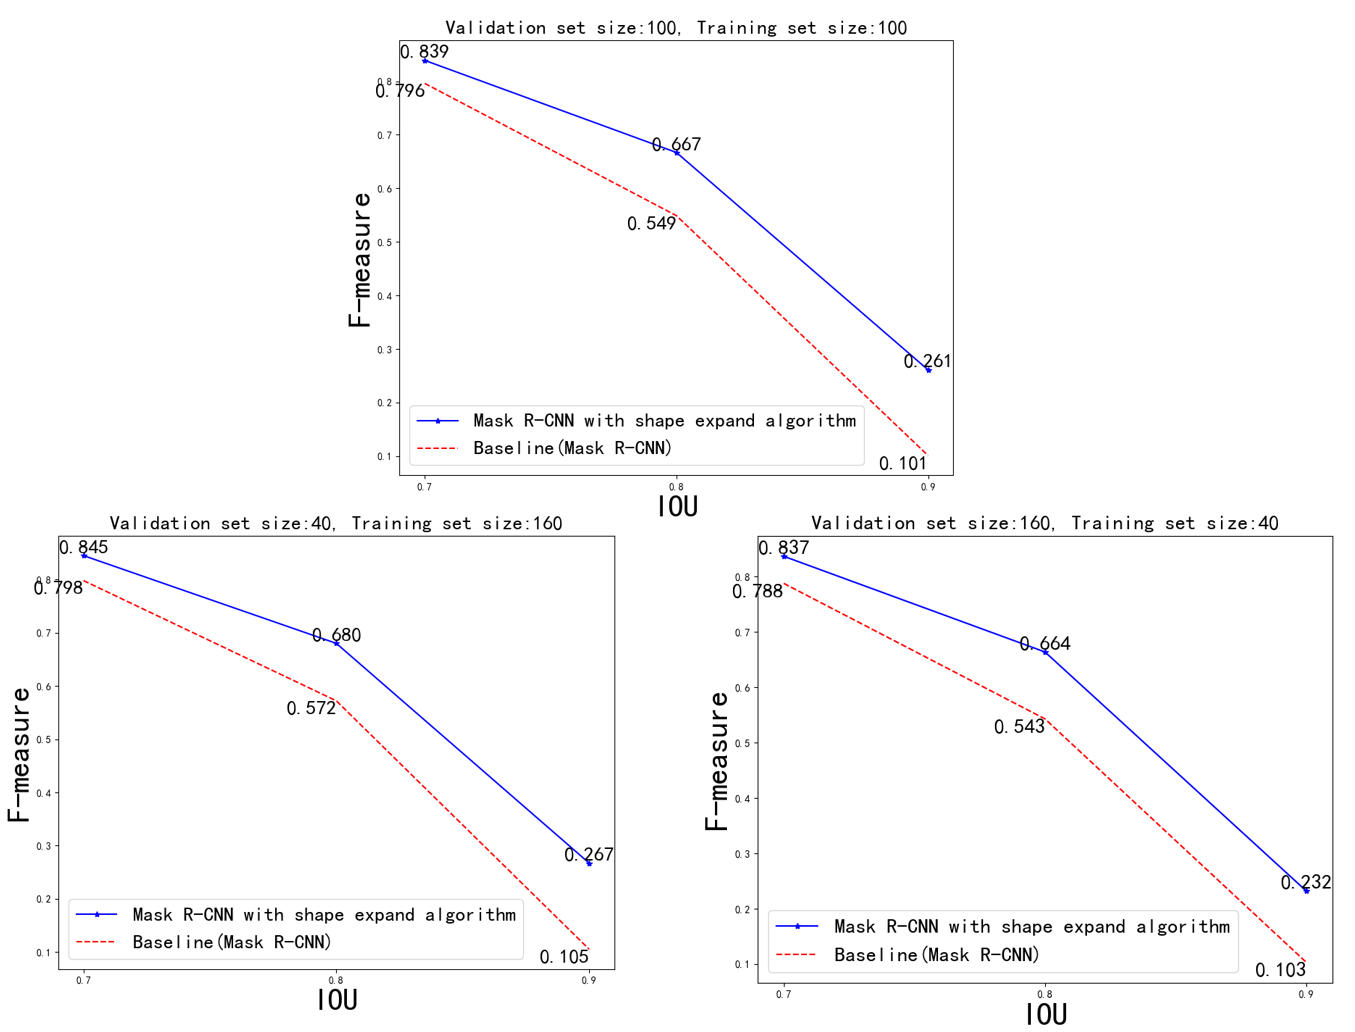 Validation set size:100, Training set size:100
0.839
0.8
0.796
0.7
0.667
0.6
0.549
0.5
0.4
0.3
0.261
0.2
0.1
0.101
F-measure
Mask R-CNN with shape expand algorithm
Baseline(Mask R-CNN)
0.7 0.8 0.9
IOU
Validation set size:40, Training set size:160
0.845
0.8
0.798
0.7
0.680
0.6
0.572
0.5
0.4
0.3
0.267
0.2
0.1
0.105
F-measure
Mask R-CNN with shape expand algorithm
Baseline(Mask R-CNN)
0.7 0.8 0.9
IOU
Validation set size:160, Training set size:40
0.837
0.8
0.788
0.7
0.664
0.6
0.543
0.5
0.4
0.3
0.232
0.2
0.1
0.103
F-measure
Mask R-CNN with shape expand algorithm
Baseline(Mask R-CNN)
0.7 0.8 0.9
IOU